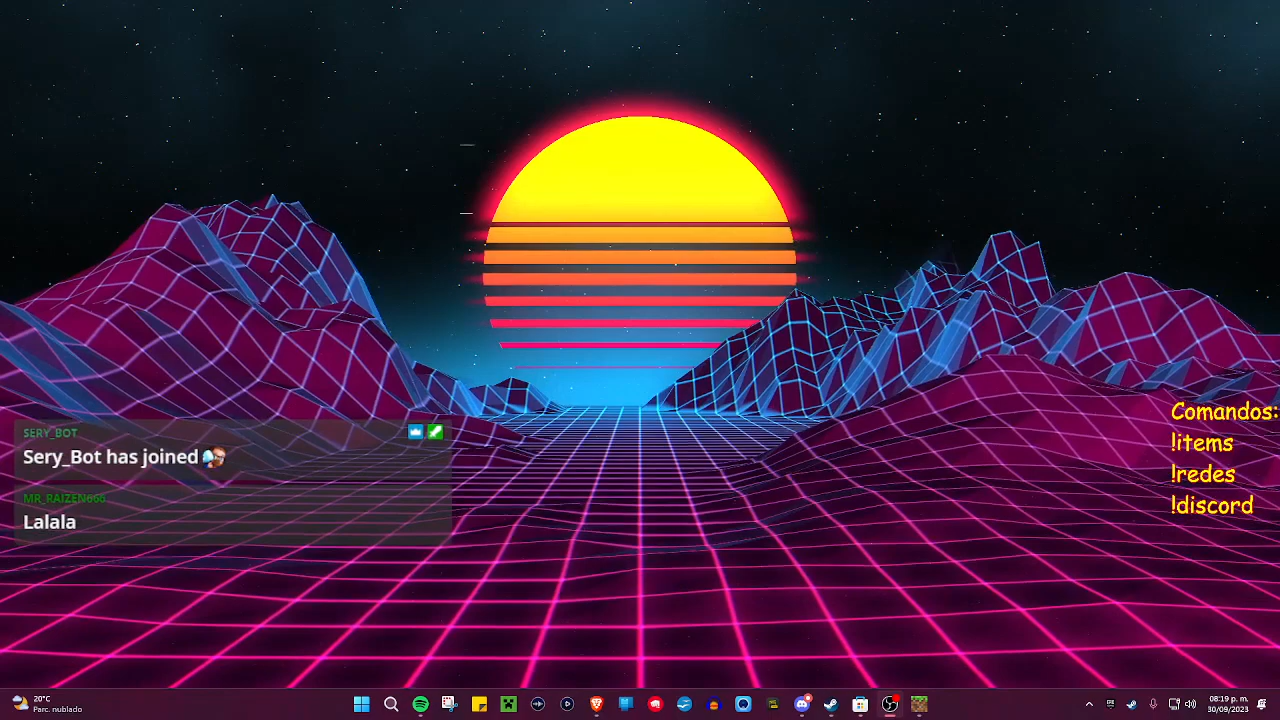 SERY_BOT
Sery_Bot has joined
MR_RAIZEN666
Lalala
Comandos:
!items
!redes
!discord
20°C
Parc. nublado
08:19 p. m.
30/09/2023